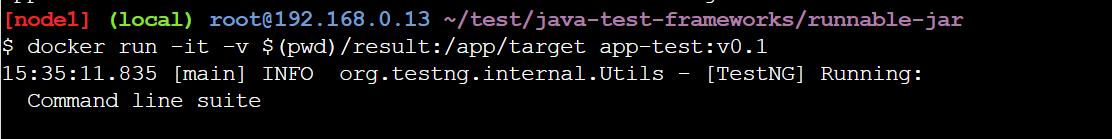 [node1] (local) root@192.168.0.13 ~/test/java-test-frameworks/runnable-jar
$ docker run -it -v $(pwd)/result:/app/target app-test:v0.1
15:35:11.835 [main] INFO  org.testng.internal.Utils - [TestNG] Running:
  Command line suite